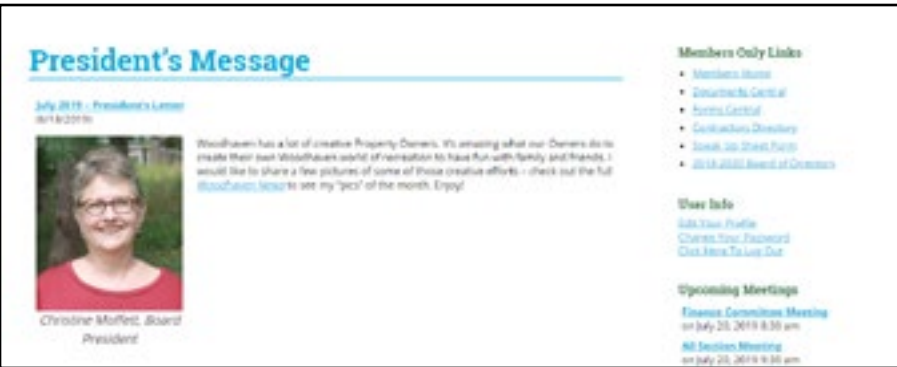 President's Message
July 2019 – President's Letter
(6/18/2019)
Woodhaven has a lot of creative Property Owners. It's amazing what our Owners do to
create their own Woodhaven world of recreation to have fun with family and friends. I
would like to share a few pictures of some of those creative efforts – check out the full
Woodhaven News to see my "pics" of the month. Enjoy!
Christine Moffett, Board
President
Members Only Links
Members Home
Documents Central
Forms Central
Contractors Directory
Speak Up Sheet Form
2019-2020 Board of Directors
User Info
Edit Your Profile
Change Your Password
Click Here To Log Out
Upcoming Meetings
Finance Committee Meeting
on July 20, 2019 8:30 am
All Section Meeting
on July 20, 2019 9:30 am